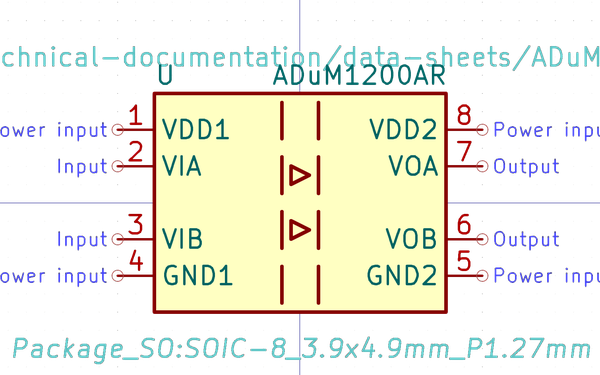 chnical-documentation/data-sheets/ADuM
U ADuM1200AR
ower input 1 VDD1 VDD2 8 Power inpu
Input 2 VIA VOA 7 Output
Input 3 VIB VOB 6 Output
ower input 4 GND1 GND2 5 Power inpu
Package_SO:SOIC-8_3.9x4.9mm_P1.27mm